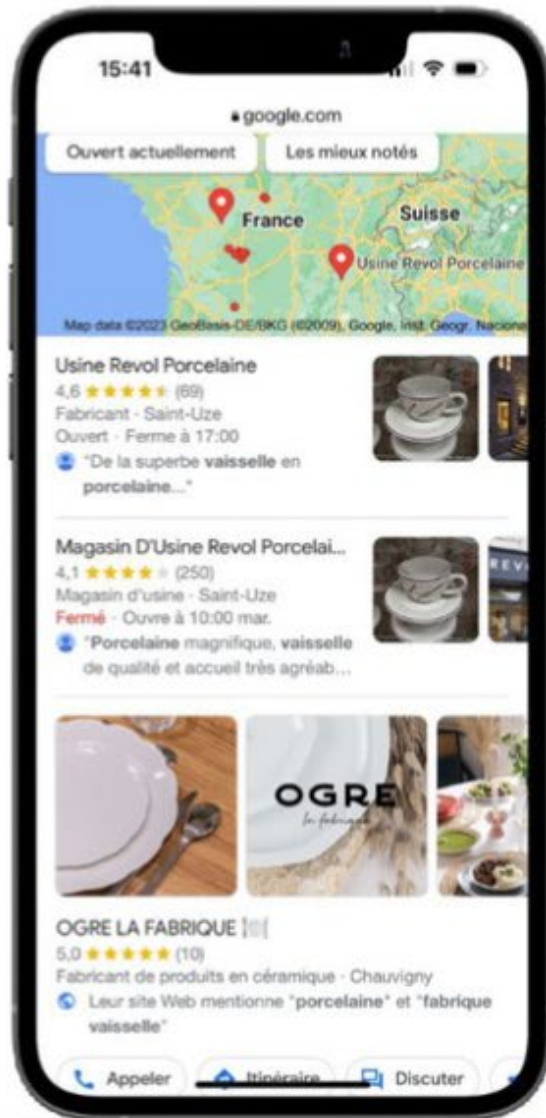 15:41
google.com
Ouvert actuellement
Les mieux notés
France
Suisse
Usine Revol Porcelaine
Map data ©2023 GeoBasis-DE/BKG (©2009), Google, Inst. Geogr. Naciona
Usine Revol Porcelaine
4,6 ★★★★★ (69)
Fabricant · Saint-Uze
Ouvert · Ferme à 17:00
"De la superbe vaisselle en
porcelaine..."
Magasin D'Usine Revol Porcelai...
4,1 ★★★★★ (250)
Magasin d'usine · Saint-Uze
Fermé · Ouvre à 10:00 mar.
"Porcelaine magnifique, vaisselle
de qualité et accueil très agréab...
REV
OGRE
la fabrique
OGRE LA FABRIQUE 🍽
5,0 ★★★★★ (10)
Fabricant de produits en céramique · Chauvigny
Leur site Web mentionne "porcelaine" et "fabrique
vaisselle"
Appeler
Itinéraire
Discuter